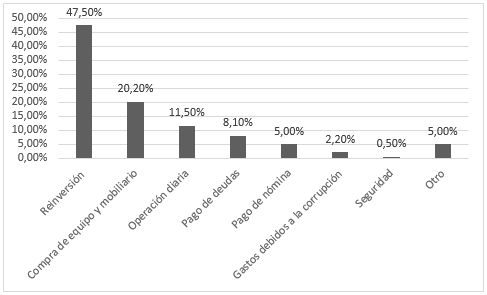 50,00%
45,00%
40,00%
35,00%
30,00%
25,00%
20,00%
15,00%
10,00%
5,00%
0,00%
47,50%
20,20%
11,50%
8,10%
5,00%
2,20%
0,50%
5,00%
Reinversión
Compra de equipo y mobiliario
Operación diaria
Pago de deudas
Pago de nómina
Gastos debidos a la corrupción
Seguridad
Otro